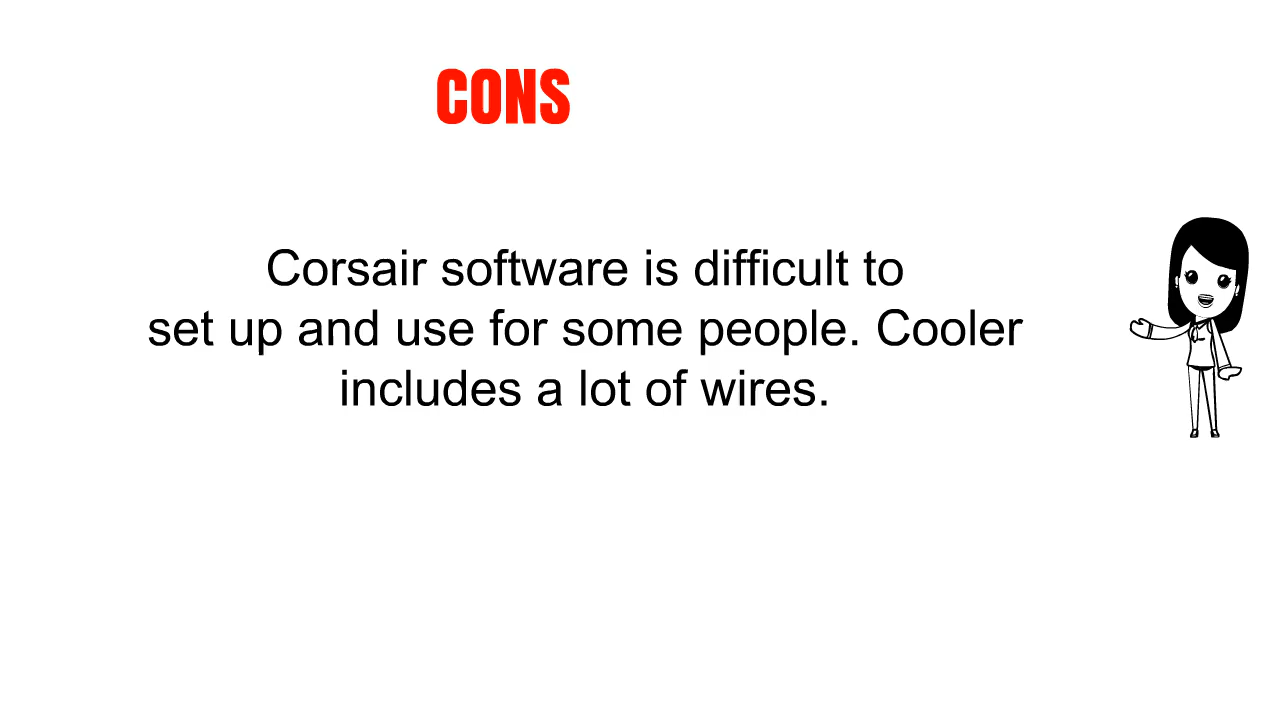 CONS
Corsair software is difficult to
set up and use for some people. Cooler
includes a lot of wires.